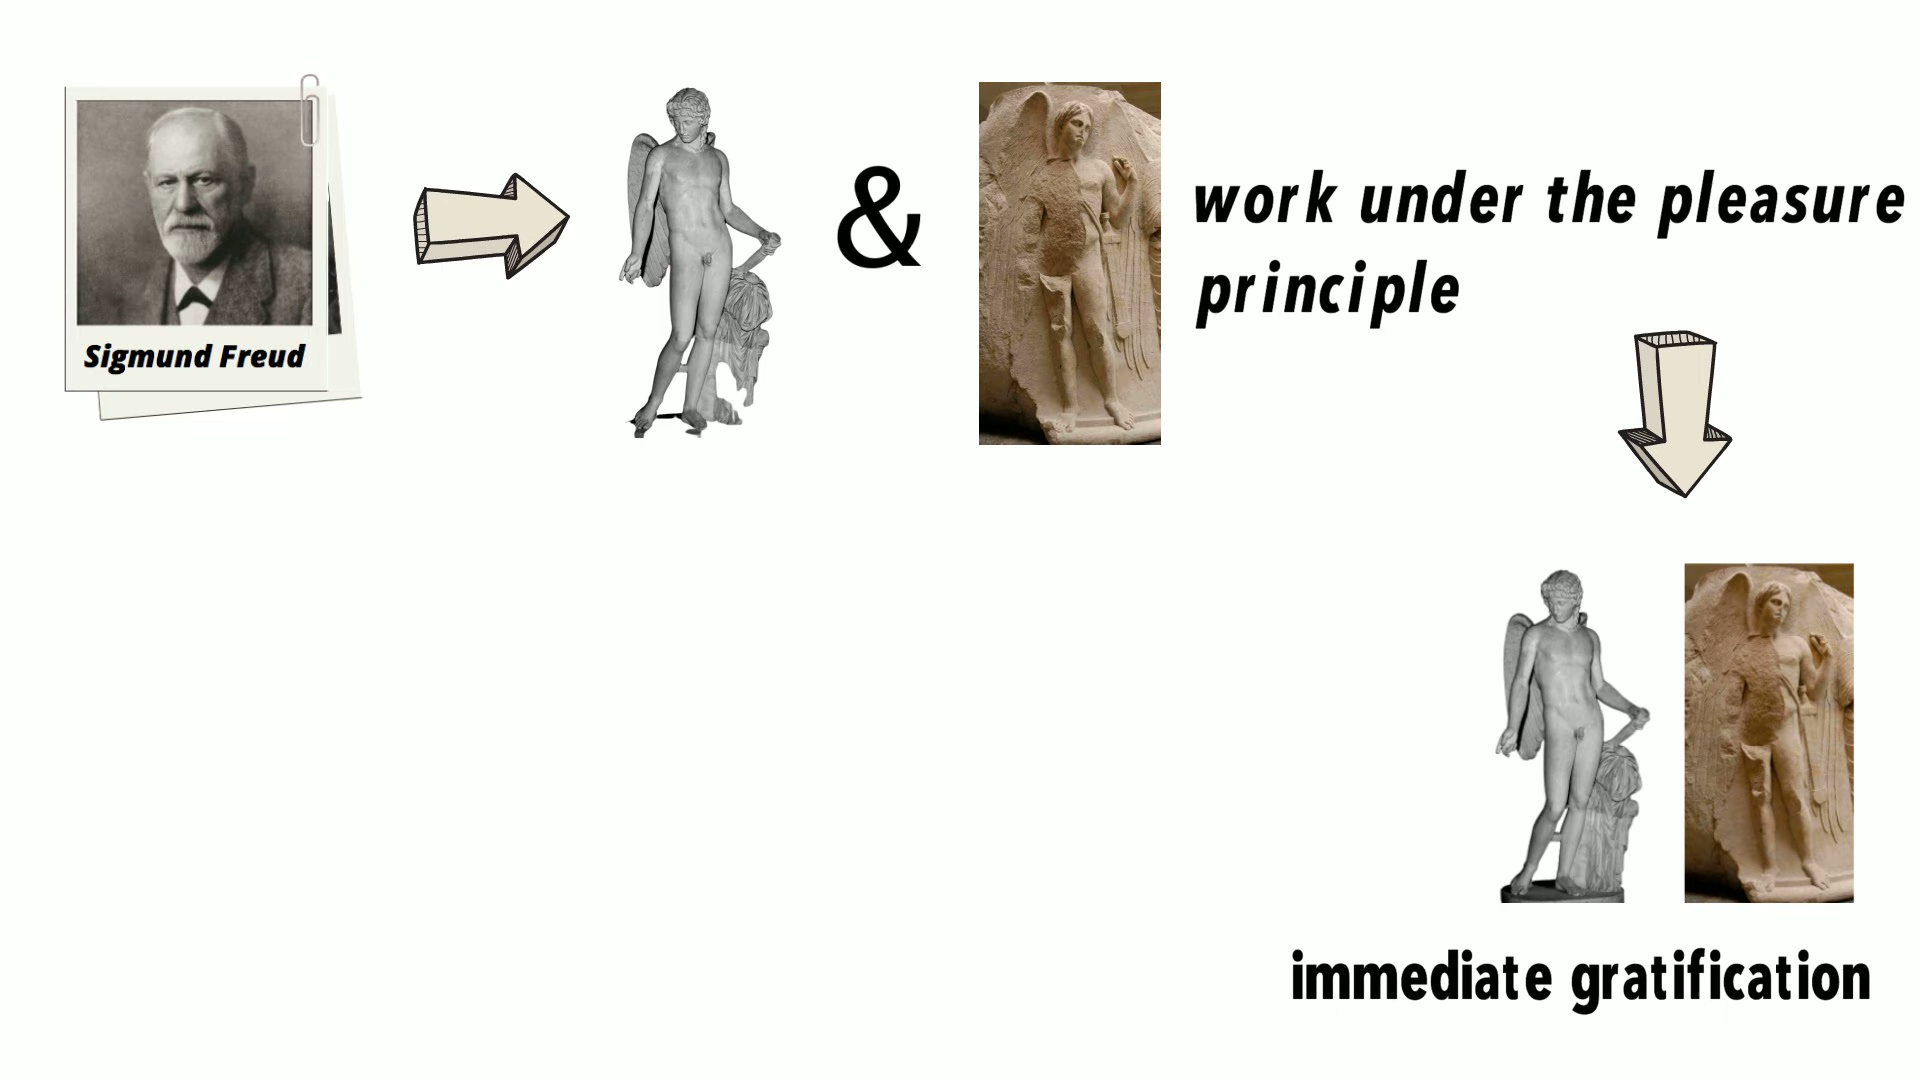 Sigmund Freud
&
work under the pleasure
principle
immediate gratification